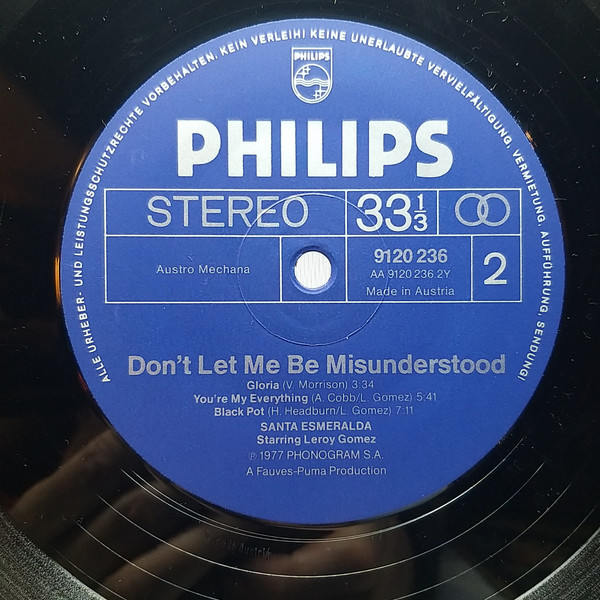 ALLE URHEBER- UND LEISTUNGSSCHUTZRECHTE VORBEHALTEN. KEIN VERLEIH! KEINE UNERLAUBTE VERVIELFÄLTIGUNG, VERMIETUNG, AUFFÜHRUNG, SENDUNG!
PHILIPS
PHILIPS
STEREO 33 1/3
Austro Mechana
9120 236
AA 9120 236.2Y
Made in Austria
2
Don't Let Me Be Misunderstood
Gloria (V. Morrison) 3:34
You're My Everything (A. Cobb/L. Gomez) 5:41
Black Pot (H. Headburn/L. Gomez) 7:11
SANTA ESMERALDA
Starring Leroy Gomez
℗ 1977 PHONOGRAM S.A.
A Fauves-Puma Production